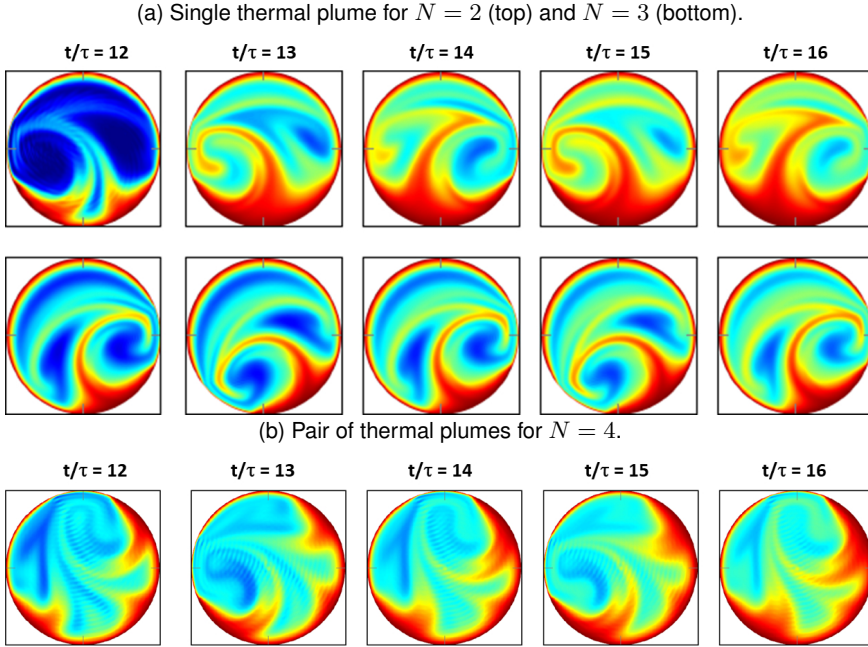 (a) Single thermal plume for N = 2 (top) and N = 3 (bottom).
t/τ = 12 t/τ = 13 t/τ = 14 t/τ = 15 t/τ = 16
(b) Pair of thermal plumes for N = 4.
t/τ = 12 t/τ = 13 t/τ = 14 t/τ = 15 t/τ = 16